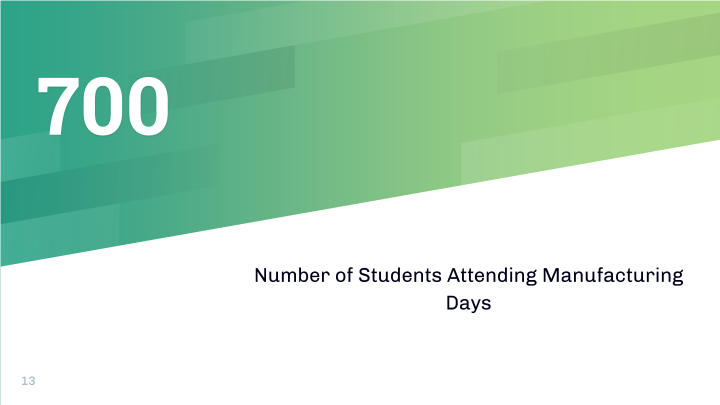 700
Number of Students Attending Manufacturing
Days
13